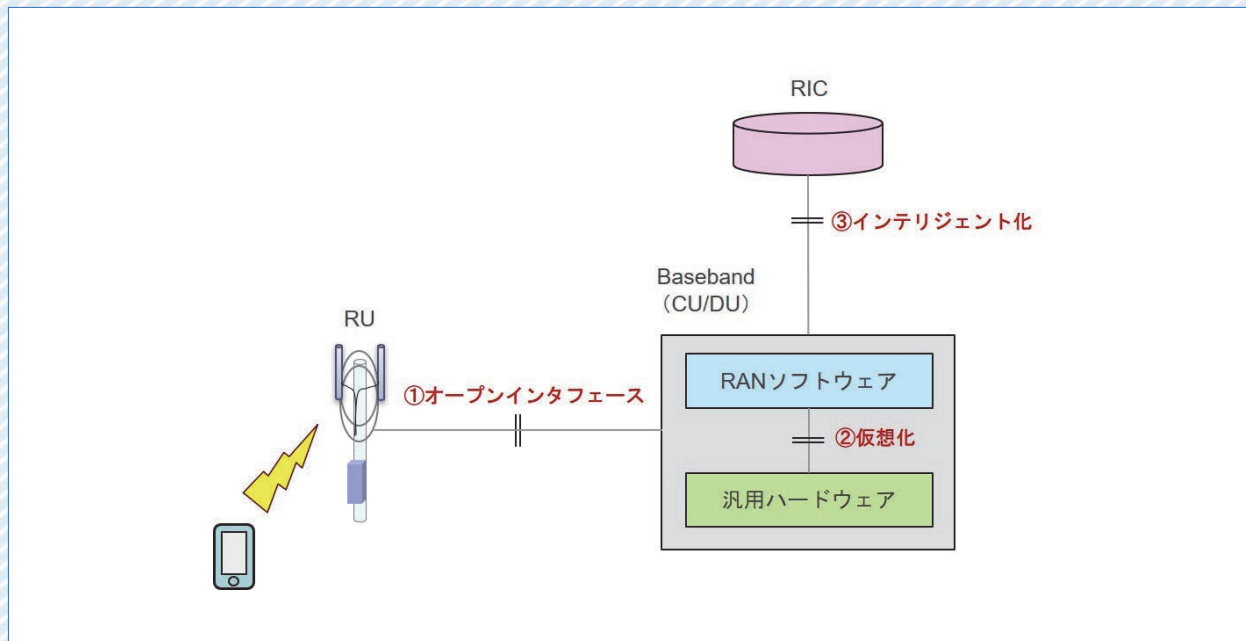 RIC
③インテリジェント化
Baseband
（CU/DU）
RU
RANソフトウェア
①オープンインタフェース
②仮想化
汎用ハードウェア